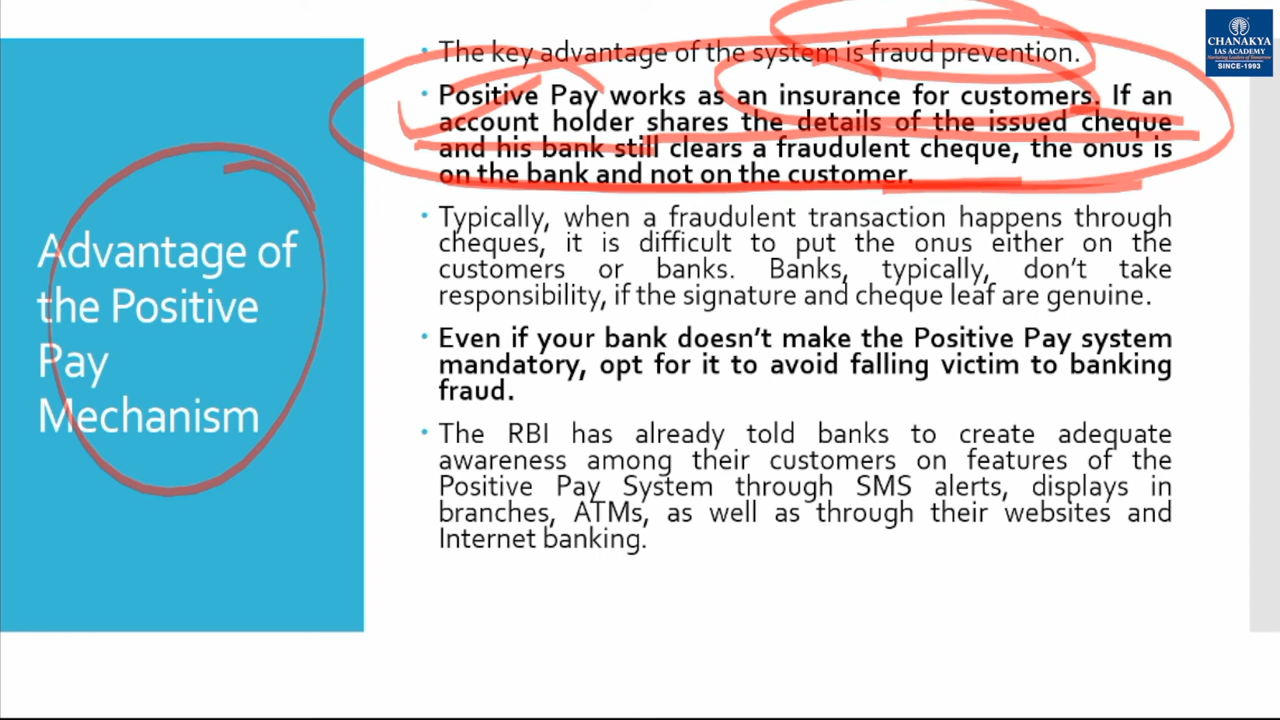 CHANAKYA
IAS ACADEMY
Nurturing Leaders of Tomorrow
SINCE-1993
Advantage of
the Positive
Pay
Mechanism
• The key advantage of the system is fraud prevention.
• Positive Pay works as an insurance for customers. If an
account holder shares the details of the issued cheque
and his bank still clears a fraudulent cheque, the onus is
on the bank and not on the customer.
• Typically, when a fraudulent transaction happens through
cheques, it is difficult to put the onus either on the
customers or banks. Banks, typically, don’t take
responsibility, if the signature and cheque leaf are genuine.
• Even if your bank doesn’t make the Positive Pay system
mandatory, opt for it to avoid falling victim to banking
fraud.
• The RBI has already told banks to create adequate
awareness among their customers on features of the
Positive Pay System through SMS alerts, displays in
branches, ATMs, as well as through their websites and
Internet banking.